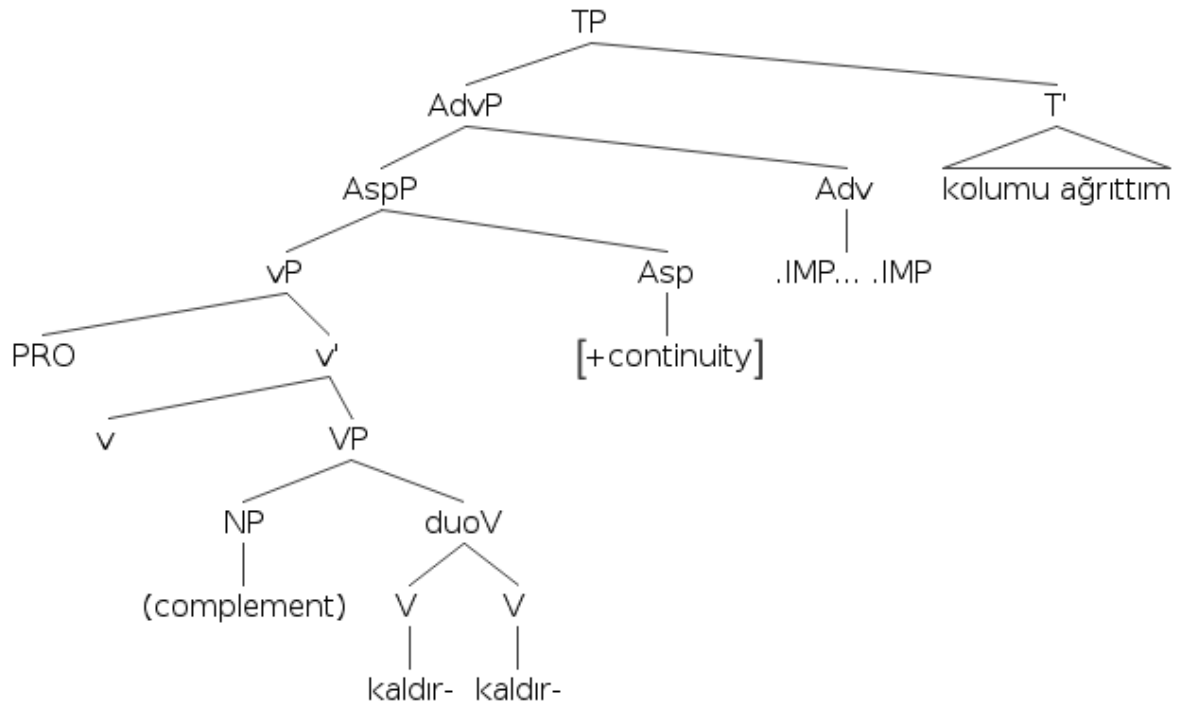 TP
AdvP T'
AspP Adv kolumu ağrıttım
vP Asp .IMP... .IMP
PRO v' [+continuity]
v VP
NP duoV
(complement) V V
kaldır- kaldır-